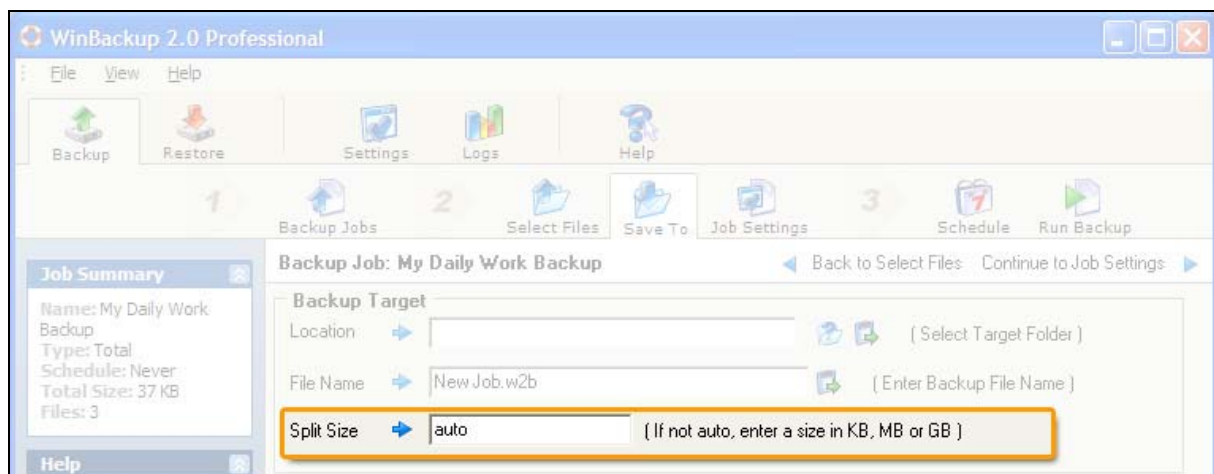 WinBackup 2.0 Professional
File View Help
Backup Restore Settings Logs Help
1 Backup Jobs 2 Select Files Save To Job Settings 3 Schedule Run Backup
Job Summary
Name: My Daily Work
Backup
Type: Total
Schedule: Never
Total Size: 37 KB
Files: 3
Help
Backup Job: My Daily Work Backup Back to Select Files Continue to Job Settings
Backup Target
Location ( Select Target Folder )
File Name New Job.w2b ( Enter Backup File Name )
Split Size auto ( If not auto, enter a size in KB, MB or GB )